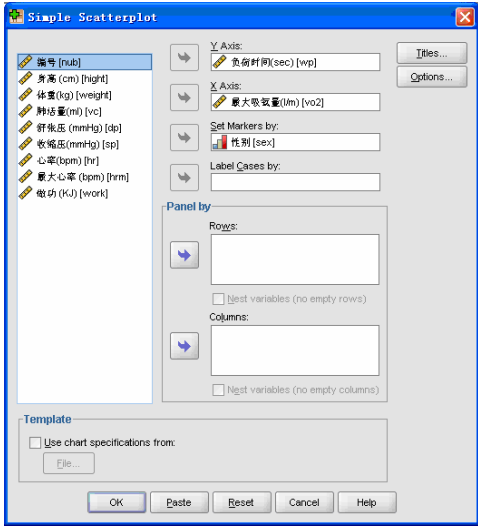 Simple Scatterplot
编号 [nub]
身高 (cm) [hight]
体重(kg) [weight]
肺活量(ml) [vc]
舒张压 (mmHg) [dp]
收缩压(mmHg) [sp]
心率(bpm) [hr]
最大心率 (bpm) [hrm]
做功 (KJ) [work]
Y Axis:
负荷时间(sec) [wp]
X Axis:
最大吸氧量(l/m) [vo2]
Set Markers by:
性别 [sex]
Label Cases by:
Titles...
Options...
Panel by
Rows:
Nest variables (no empty rows)
Columns:
Nest variables (no empty columns)
Template
Use chart specifications from:
File...
OK
Paste
Reset
Cancel
Help